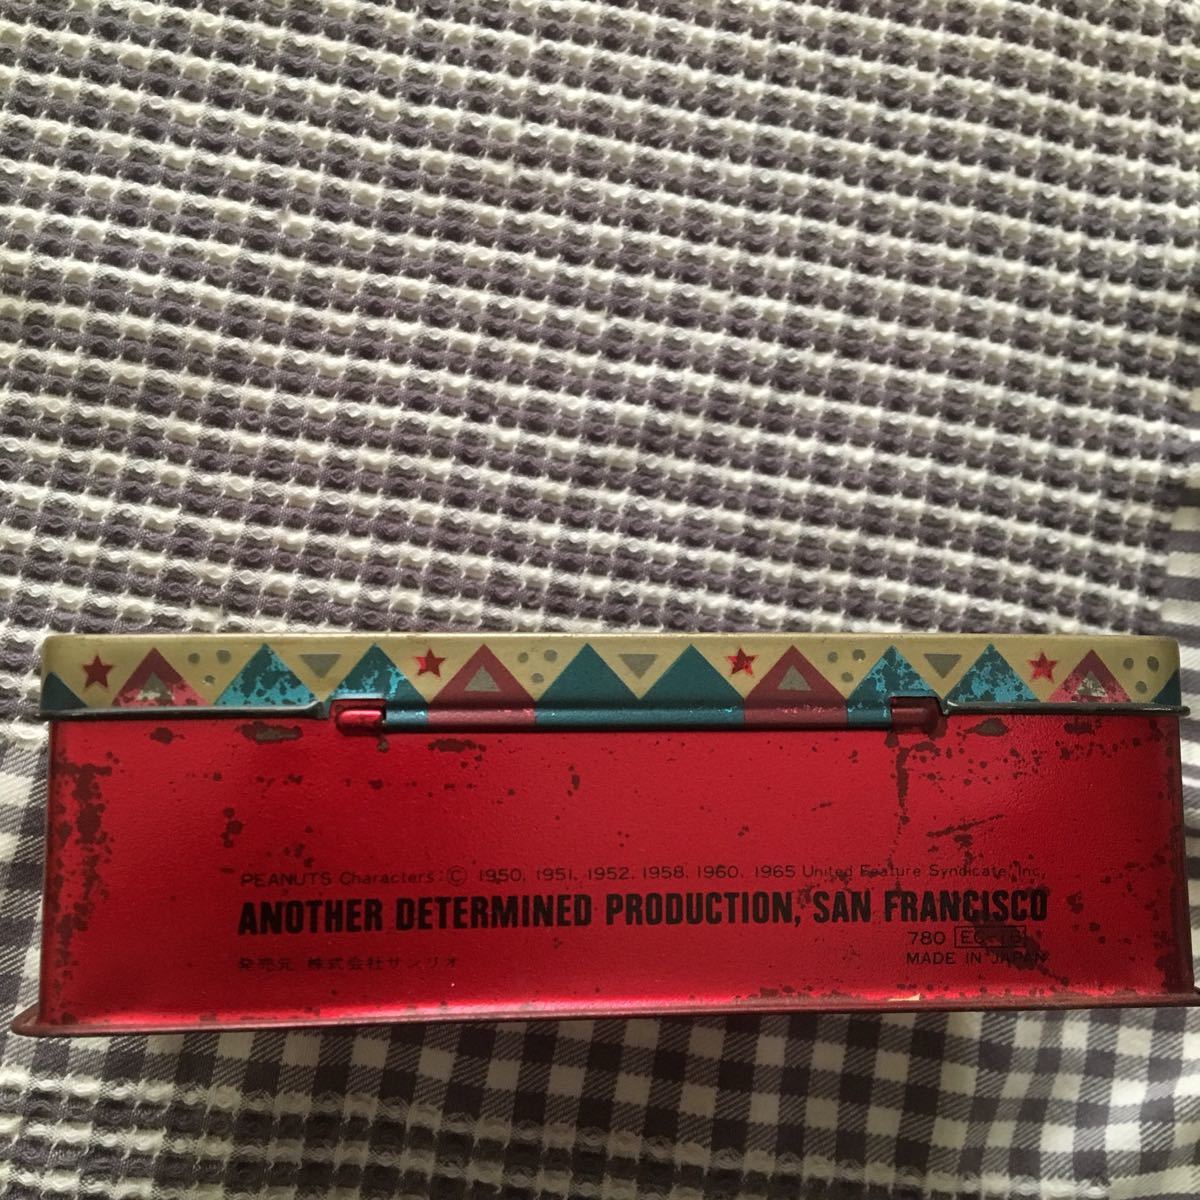 PEANUTS Characters: © 1950, 1951, 1952, 1958, 1960, 1965 United Feature Syndicate, Inc.
ANOTHER DETERMINED PRODUCTION, SAN FRANCISCO
780
発売元 株式会社サンリオ MADE IN JAPAN